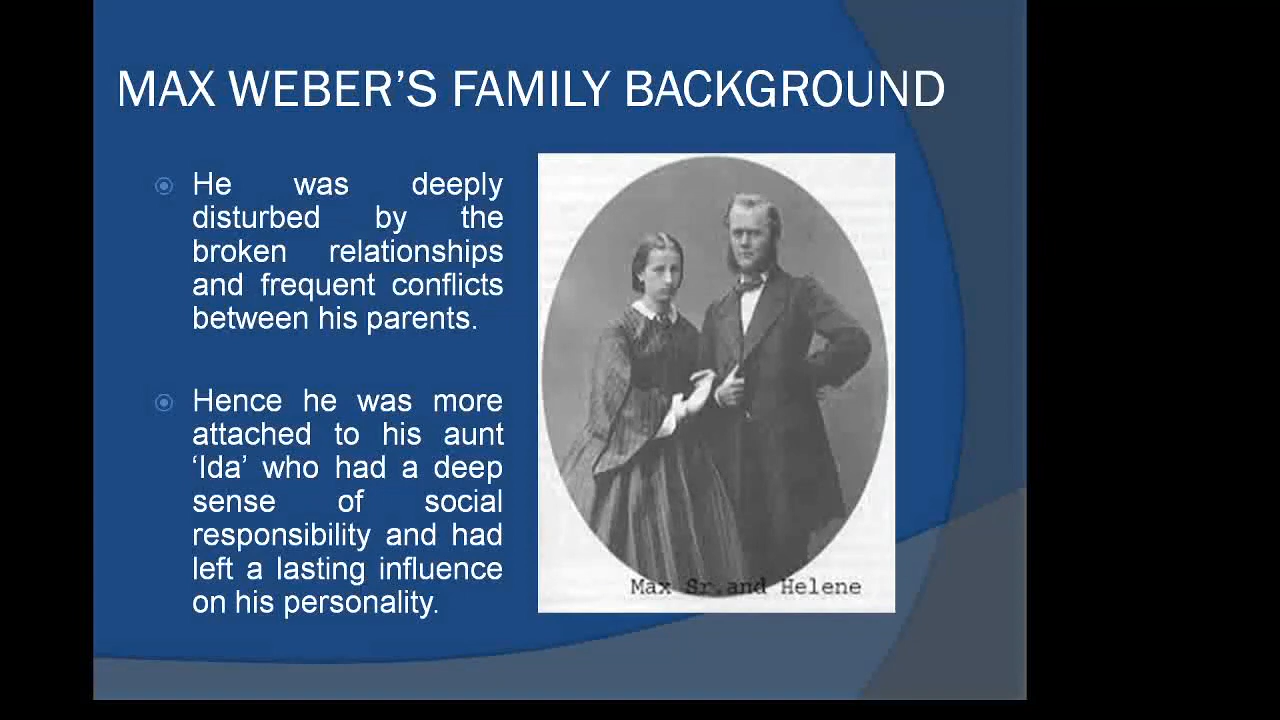 MAX WEBER’S FAMILY BACKGROUND
He was deeply
disturbed by the
broken relationships
and frequent conflicts
between his parents.
Hence he was more
attached to his aunt
‘Ida’ who had a deep
sense of social
responsibility and had
left a lasting influence
on his personality.
Max Sr.and Helene